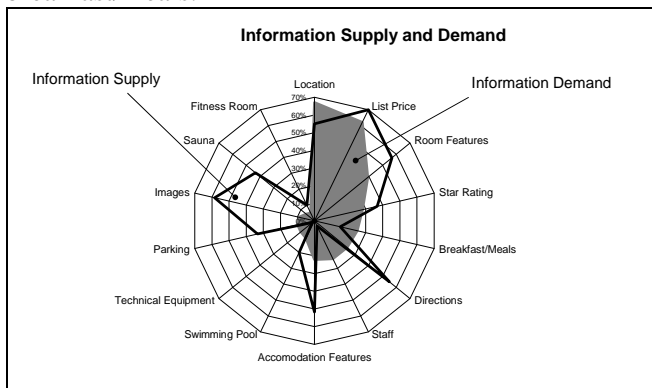 Information Supply and Demand
Information Supply
Information Demand
Location
70%
60%
50%
40%
30%
20%
10%
List Price
Room Features
Star Rating
Breakfast/Meals
Directions
Staff
Accomodation Features
Swimming Pool
Technical Equipment
Parking
Images
Sauna
Fitness Room